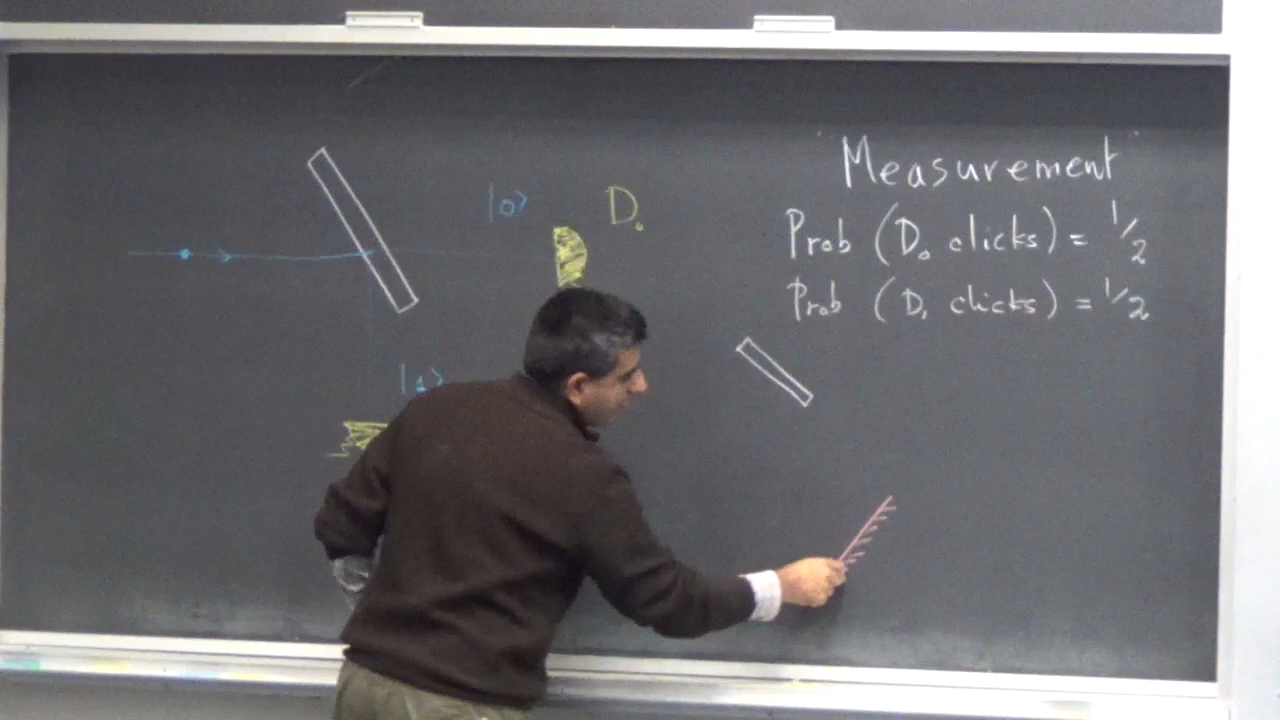 "Measurement"
|0⟩ D₀
Prob (D₀ clicks) = 1/2
Prob (D₁ clicks) = 1/2
|1⟩